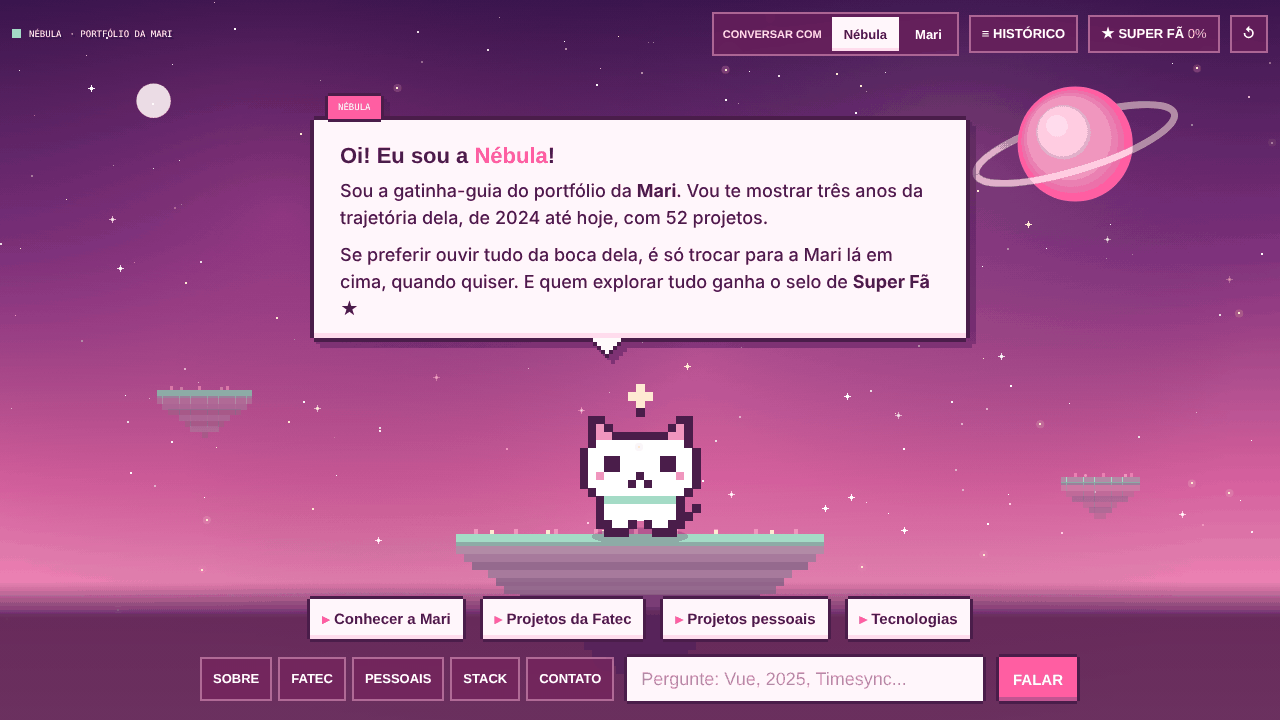 NÉBULA · PORTFÓLIO DA MARI
CONVERSAR COM Nébula Mari
≡ HISTÓRICO
★ SUPER FÃ 0%
NÉBULA
Oi! Eu sou a Nébula!
Sou a gatinha-guia do portfólio da Mari. Vou te mostrar três anos da
trajetória dela, de 2024 até hoje, com 52 projetos.
Se preferir ouvir tudo da boca dela, é só trocar para a Mari lá em
cima, quando quiser. E quem explorar tudo ganha o selo de Super Fã
★
▸ Conhecer a Mari
▸ Projetos da Fatec
▸ Projetos pessoais
▸ Tecnologias
SOBRE
FATEC
PESSOAIS
STACK
CONTATO
Pergunte: Vue, 2025, Timesync...
FALAR